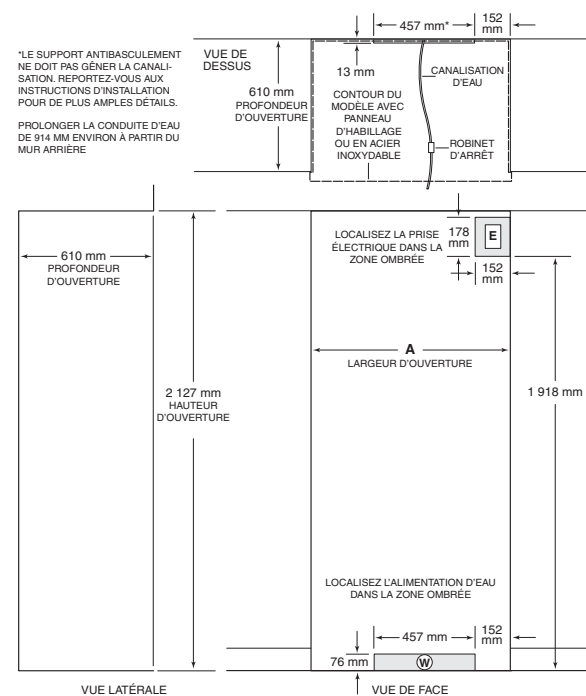 *LE SUPPORT ANTIBASCULEMENT
NE DOIT PAS GÊNER LA CANALI-
SATION. REPORTEZ-VOUS AUX
INSTRUCTIONS D'INSTALLATION
POUR DE PLUS AMPLES DÉTAILS.
PROLONGER LA CONDUITE D'EAU
DE 914 MM ENVIRON À PARTIR DU
MUR ARRIÈRE
VUE DE
DESSUS
457 mm*
152
mm
13 mm
610 mm
PROFONDEUR
D'OUVERTURE
CONTOUR DU
MODÈLE AVEC
PANNEAU
D'HABILLAGE
OU EN ACIER
INOXYDABLE
CANALISATION
D'EAU
ROBINET
D'ARRÊT
610 mm
PROFONDEUR
D'OUVERTURE
2 127 mm
HAUTEUR
D'OUVERTURE
LOCALISEZ LA PRISE
ÉLECTRIQUE DANS LA
ZONE OMBRÉE
178
mm
E
152
mm
A
LARGEUR D'OUVERTURE
1 918 mm
LOCALISEZ L'ALIMENTATION D'EAU
DANS LA ZONE OMBRÉE
457 mm
152
mm
76 mm
W
VUE LATÉRALE
VUE DE FACE